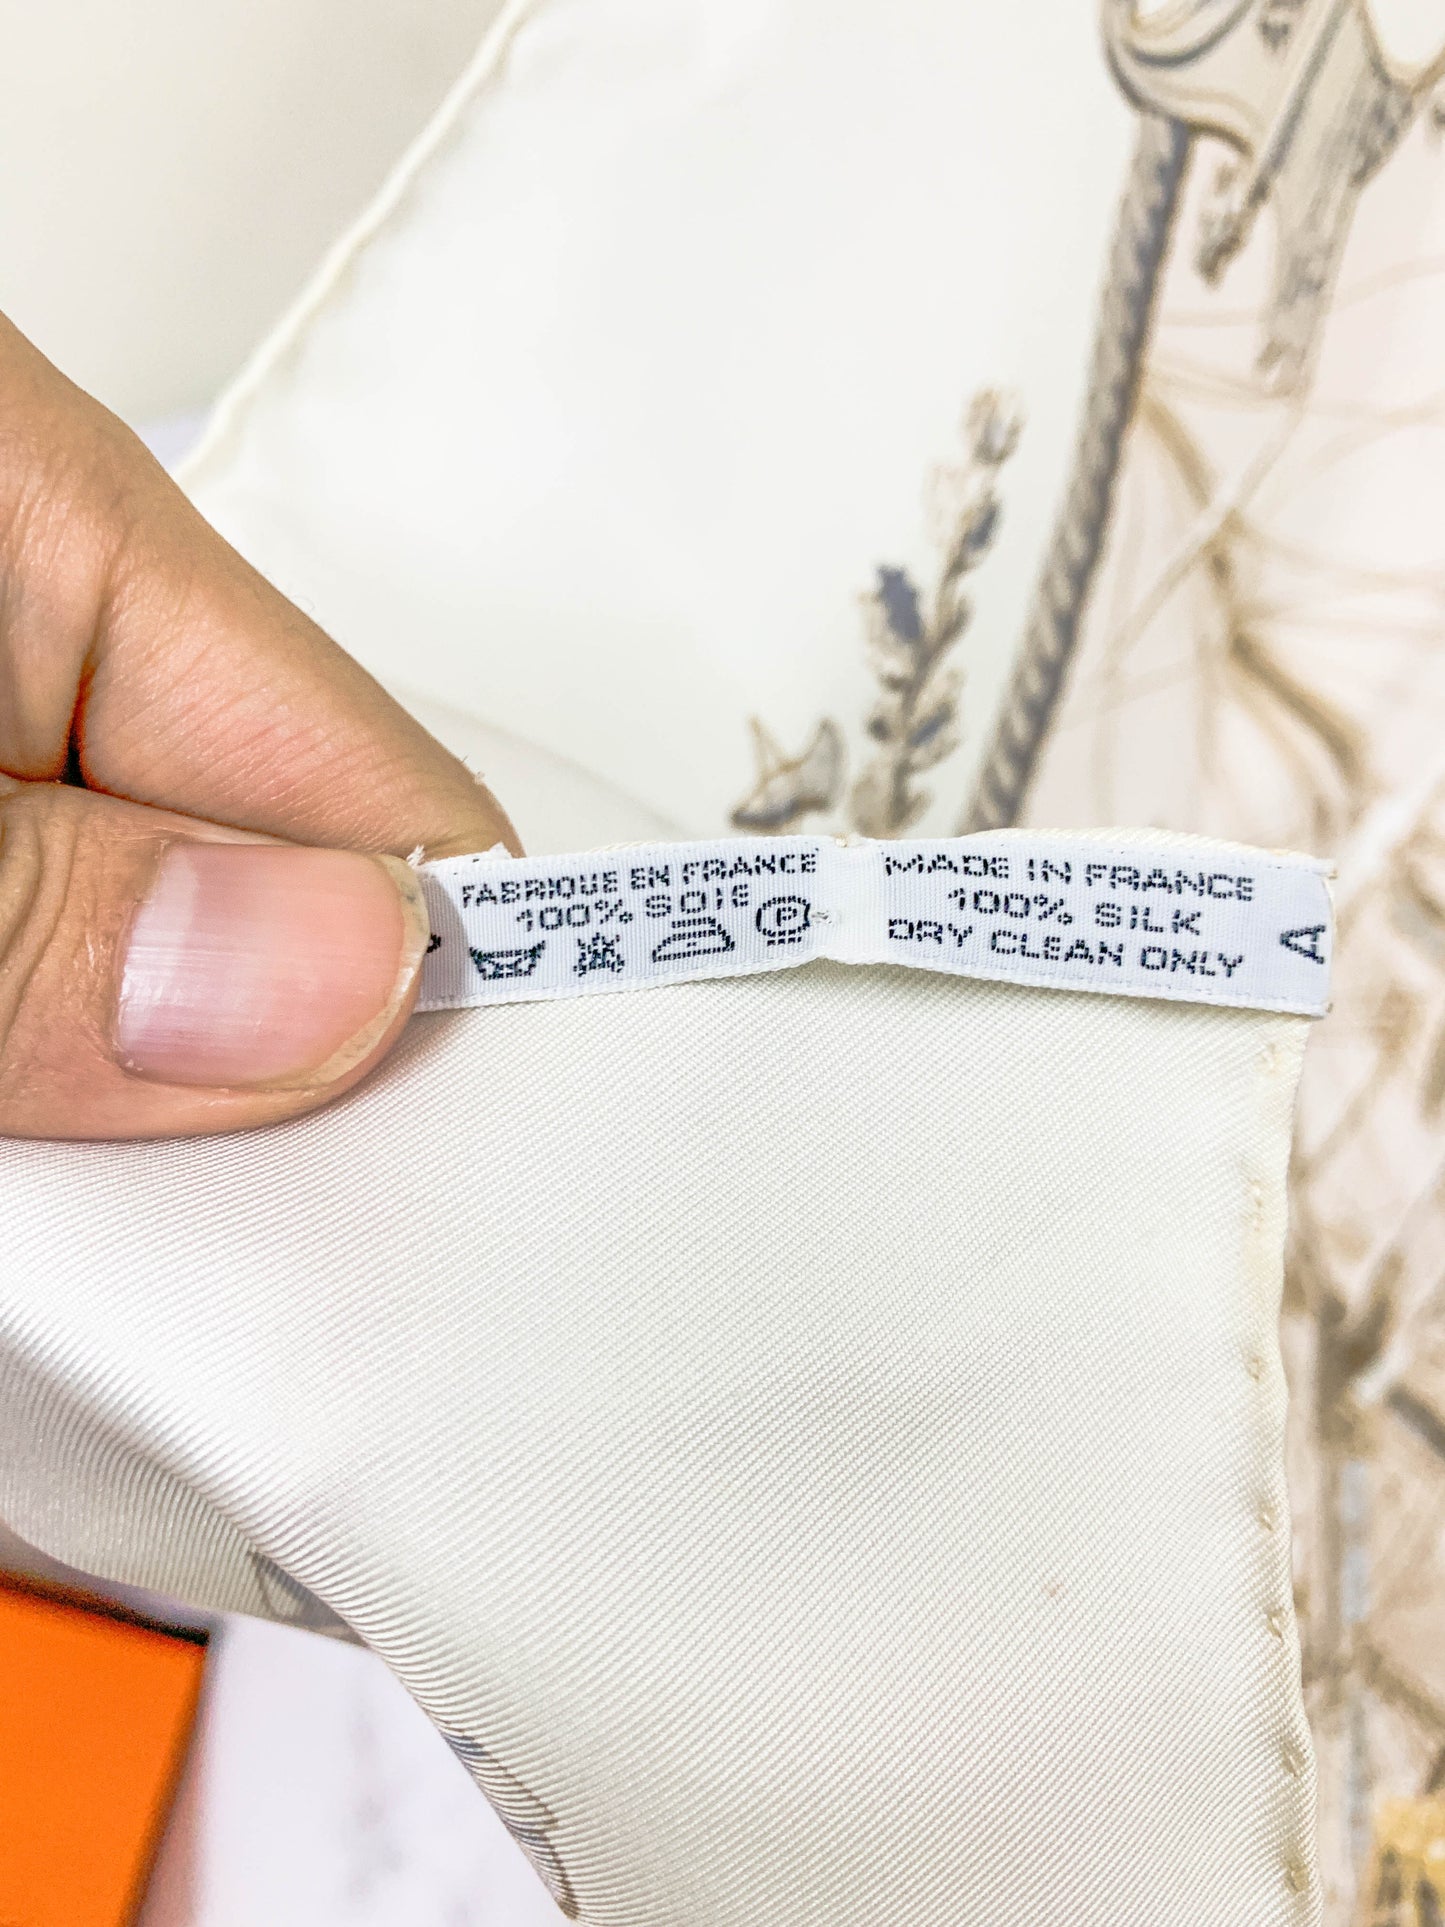 FABRIQUE EN FRANCE
100% SOIE
P
MADE IN FRANCE
100% SILK
DRY CLEAN ONLY
A